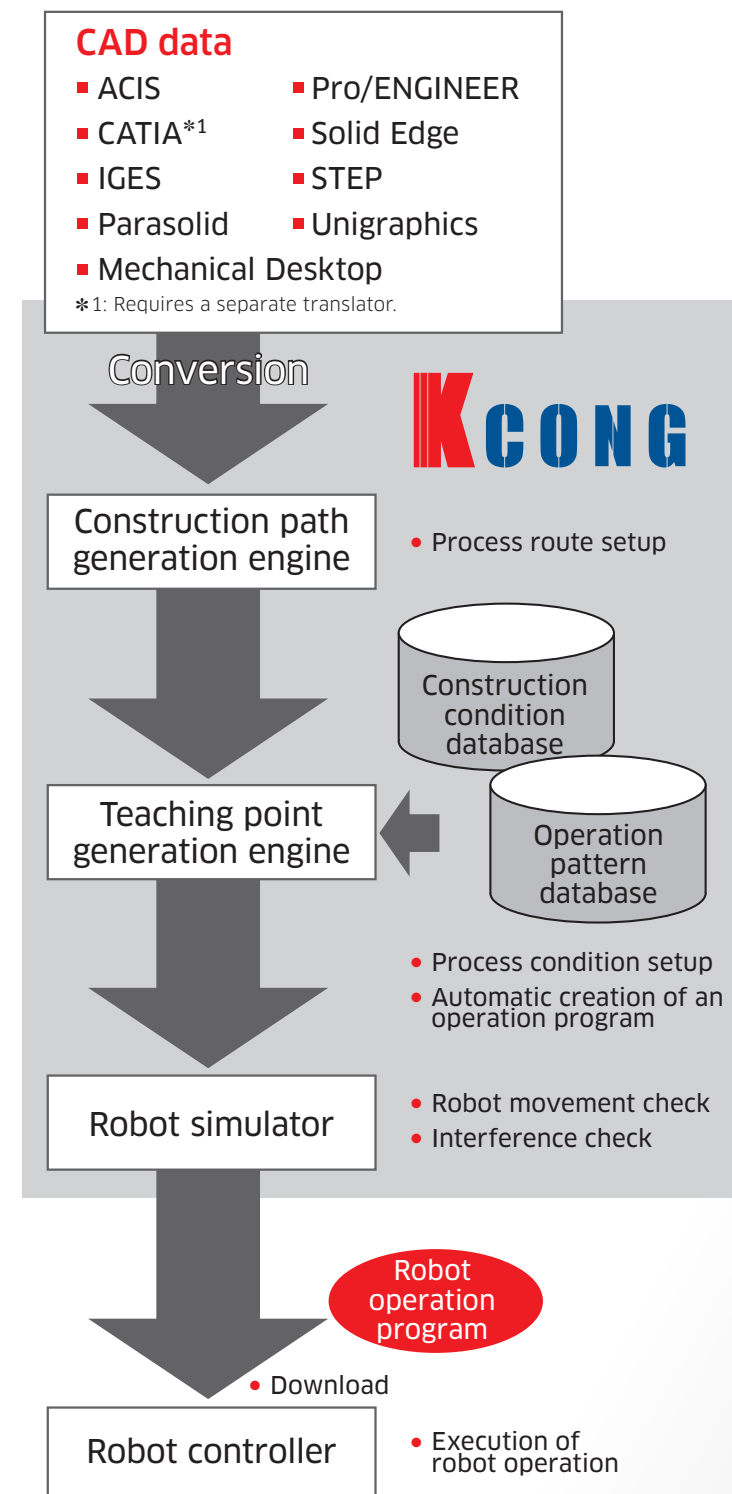 CAD data
■ ACIS
■ Pro/ENGINEER
■ CATIA*1
■ Solid Edge
■ IGES
■ STEP
■ Parasolid
■ Unigraphics
■ Mechanical Desktop
*1: Requires a separate translator.
Conversion
KCONG
Construction path
generation engine
• Process route setup
Construction
condition
database
Teaching point
generation engine
Operation
pattern
database
• Process condition setup
• Automatic creation of an
operation program
Robot simulator
• Robot movement check
• Interference check
Robot
operation
program
• Download
Robot controller
• Execution of
robot operation